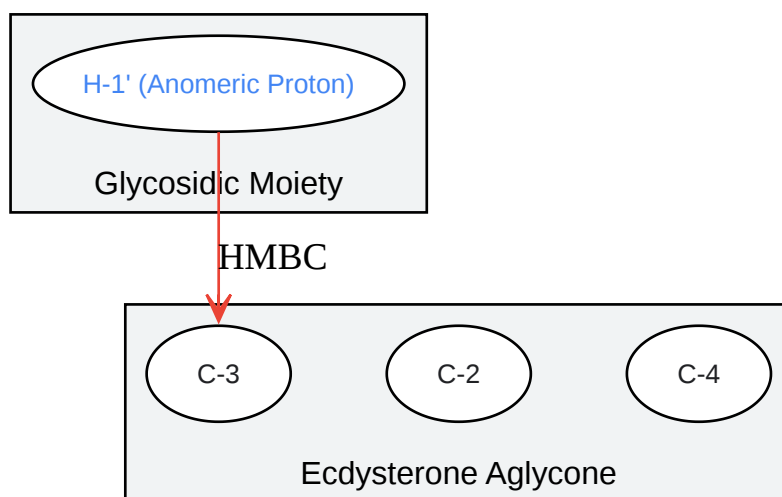 H-1' (Anomeric Proton)
Glycosidic Moiety
HMBC
C-3 C-2 C-4
Ecdysterone Aglycone